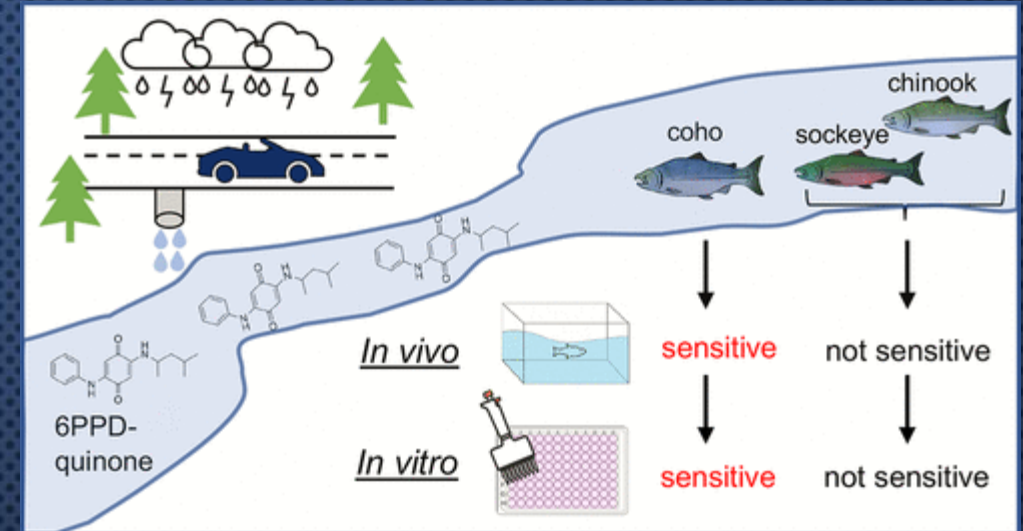 chinook
coho
sockeye
O
H
N
N
H
O
O
H
N
N
H
O
O
H
N
N
H
O
6PPD-
quinone
In vivo
sensitive
not sensitive
In vitro
sensitive
not sensitive